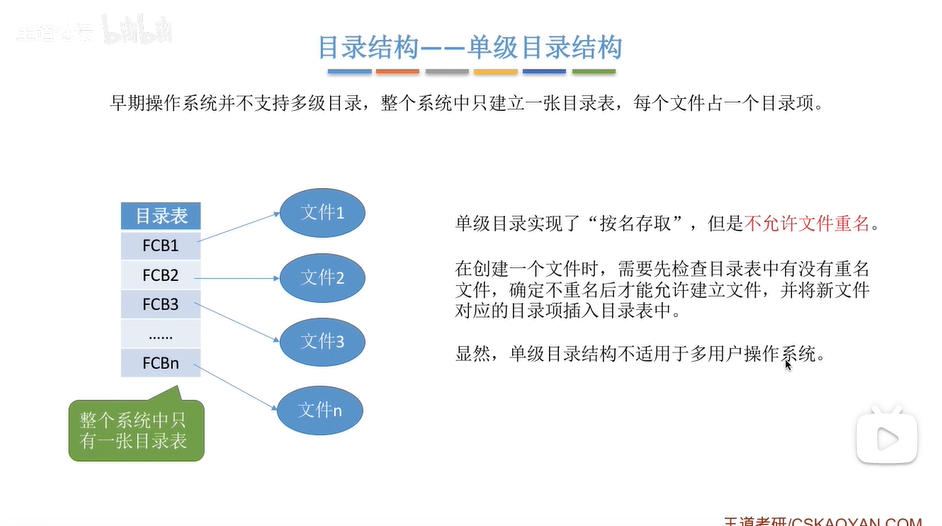 bilibili
目录结构——单级目录结构
早期操作系统并不支持多级目录，整个系统中只建立一张目录表，每个文件占一个目录项。
目录表
FCB1
FCB2
FCB3
......
FCBn
文件1
文件2
文件3
文件n
整个系统中只
有一张目录表
单级目录实现了“按名存取”，但是不允许文件重名。
在创建一个文件时，需要先检查目录表中有没有重名
文件，确定不重名后才能允许建立文件，并将新文件
对应的目录项插入目录表中。
显然，单级目录结构不适用于多用户操作系统。
王道考研/CSKAOYAN.COM